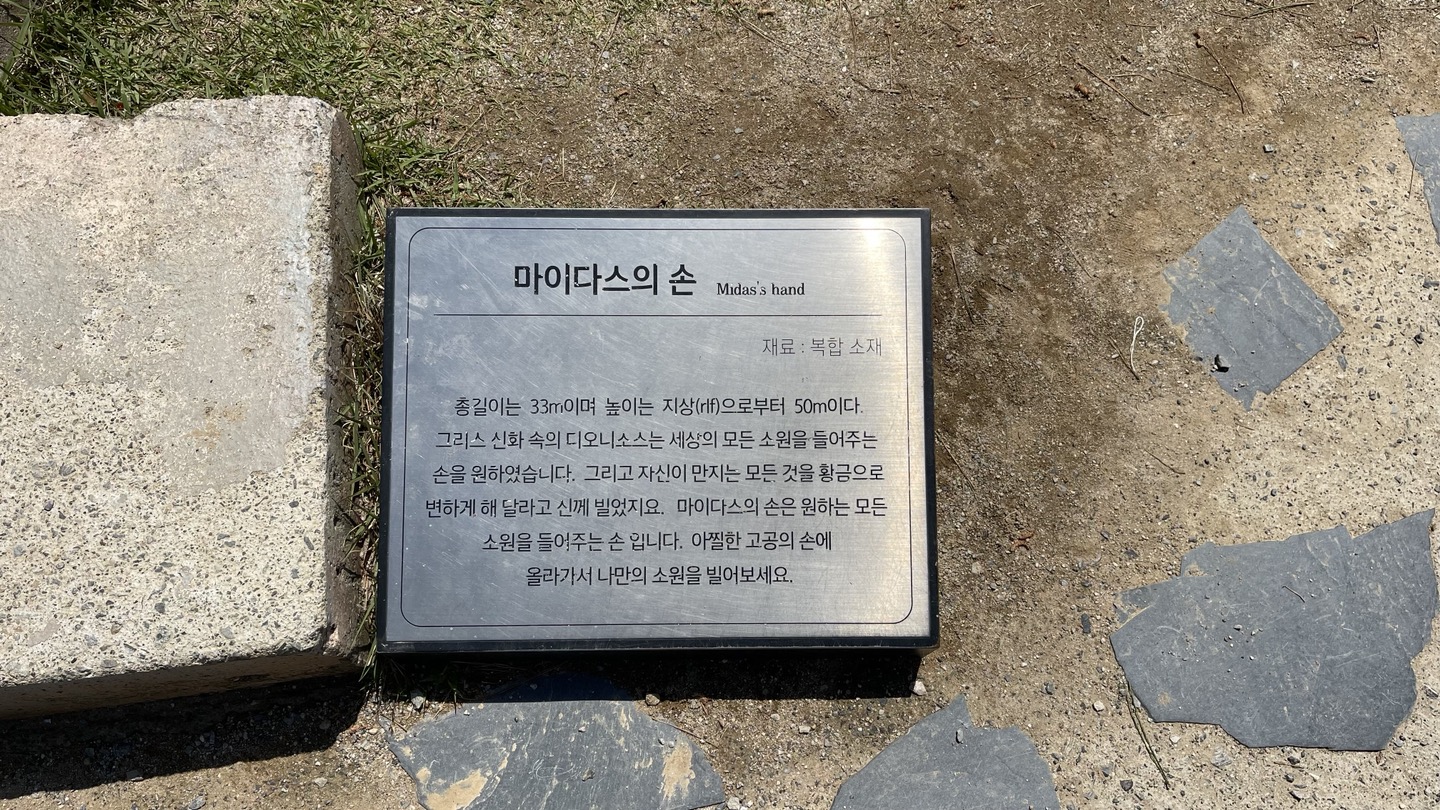 마이다스의 손 Midas's hand
재료 : 복합 소재
총길이는 33m이며 높이는 지상(rlf)으로부터 50m이다.
그리스 신화 속의 디오니소스는 세상의 모든 소원을 들어주는
손을 원하였습니다. 그리고 자신이 만지는 모든 것을 황금으로
변하게 해 달라고 신께 빌었지요. 마이다스의 손은 원하는 모든
소원을 들어주는 손 입니다. 아찔한 고공의 손에
올라가서 나만의 소원을 빌어보세요.